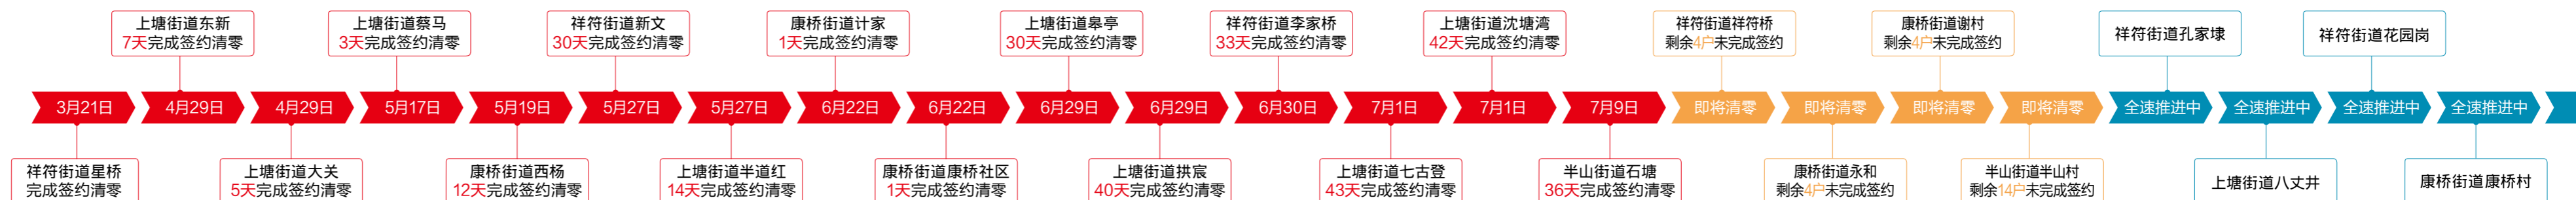 上塘街道东新
7天完成签约清零
上塘街道蔡马
3天完成签约清零
祥符街道新文
30天完成签约清零
康桥街道计家
1天完成签约清零
上塘街道皋亭
30天完成签约清零
祥符街道李家桥
33天完成签约清零
上塘街道沈塘湾
42天完成签约清零
祥符街道祥符桥
剩余4户未完成签约
康桥街道谢村
剩余4户未完成签约
祥符街道孔家埭
祥符街道花园岗
3月21日
4月29日
4月29日
5月17日
5月19日
5月27日
5月27日
6月22日
6月22日
6月29日
6月29日
6月30日
7月1日
7月1日
7月9日
即将清零
即将清零
即将清零
即将清零
全速推进中
全速推进中
全速推进中
全速推进中
祥符街道星桥
完成签约清零
上塘街道大关
5天完成签约清零
康桥街道西杨
12天完成签约清零
上塘街道半道红
14天完成签约清零
康桥街道康桥社区
1天完成签约清零
上塘街道拱宸
40天完成签约清零
上塘街道七古登
43天完成签约清零
半山街道石塘
36天完成签约清零
康桥街道永和
剩余4户未完成签约
半山街道半山村
剩余14户未完成签约
上塘街道八丈井
康桥街道康桥村